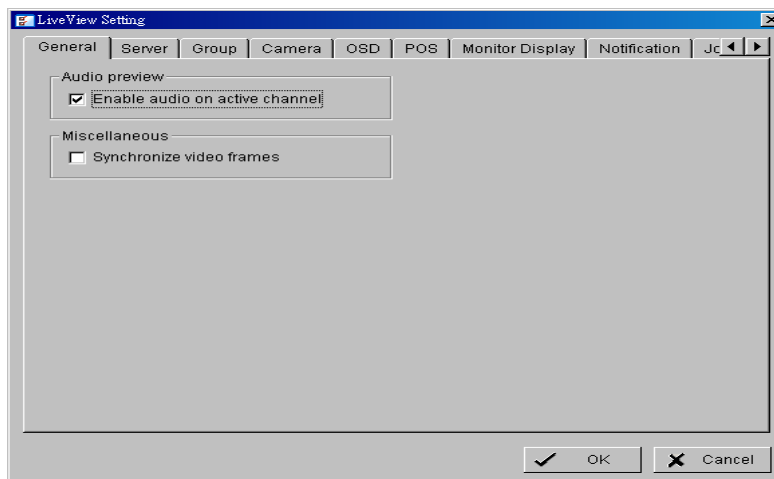 LiveView Setting
General Server Group Camera OSD POS Monitor Display Notification
Audio preview
Enable audio on active channel
Miscellaneous
Synchronize video frames
OK Cancel